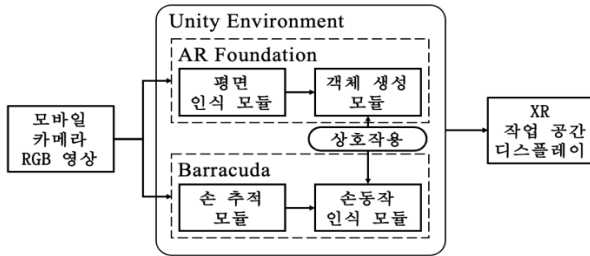 Unity Environment
AR Foundation
평면
인식 모듈
객체 생성
모듈
모바일
카메라
RGB 영상
상호작용
XR
작업 공간
디스플레이
Barracuda
손 추적
모듈
손동작
인식 모듈